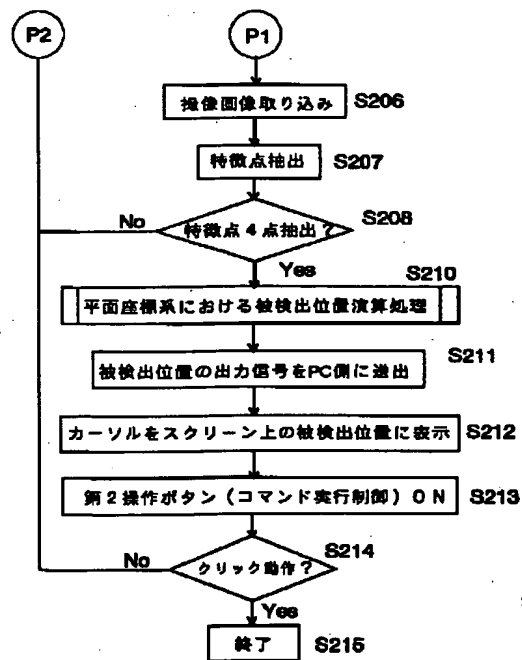 P2
P1
撮像画像取り込み
S206
特徴点抽出
S207
特徴点4点抽出?
S208
No
Yes
S210
平面座標系における被検出位置演算処理
被検出位置の出力信号をPC側に送出
S211
カーソルをスクリーン上の被検出位置に表示
S212
第2操作ボタン(コマンド実行制御)ON
S213
クリック動作?
S214
No
Yes
終了
S215